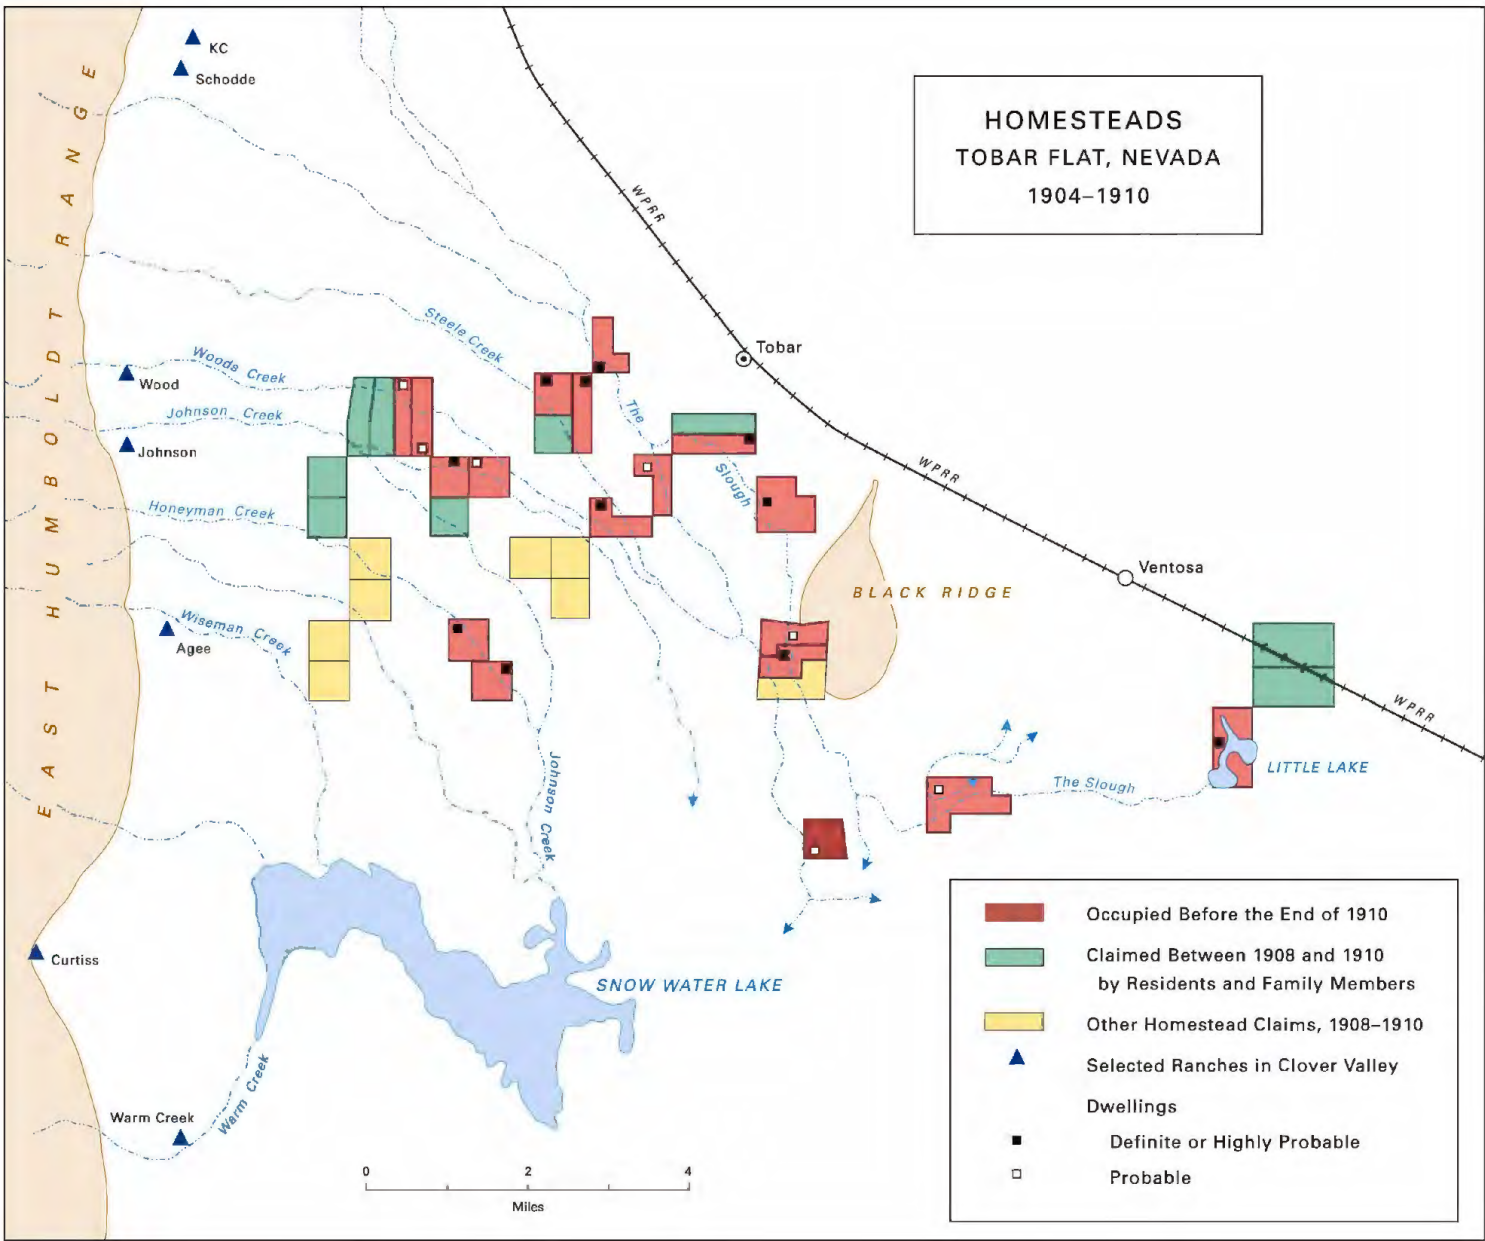 HOMESTEADS
TOBAR FLAT, NEVADA
1904–1910
KC
Schodde
EAST HUMBOLDT RANGE
WPRR
Tobar
Steele Creek
Woods Creek
Wood
Johnson Creek
Johnson
The
Slough
WPRR
Honeyman Creek
Ventosa
BLACK RIDGE
Wiseman Creek
Agee
WPRR
Johnson Creek
LITTLE LAKE
The Slough
Curtiss
SNOW WATER LAKE
Warm Creek
Warm Creek
0 2 4
Miles
Occupied Before the End of 1910
Claimed Between 1908 and 1910
by Residents and Family Members
Other Homestead Claims, 1908–1910
Selected Ranches in Clover Valley
Dwellings
Definite or Highly Probable
Probable